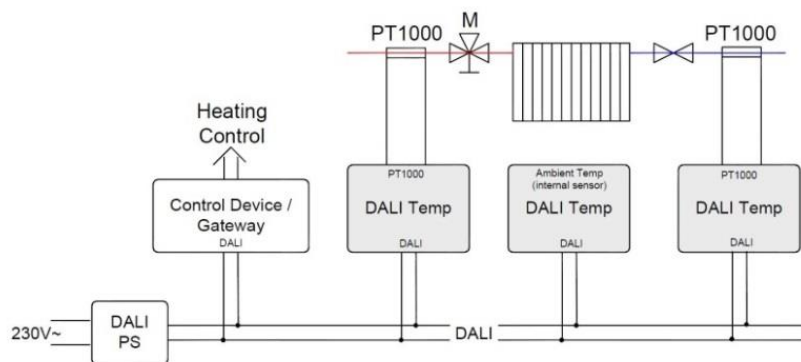 PT1000
M
PT1000
Heating
Control
Control Device /
Gateway
DALI
PT1000
DALI Temp
DALI
Ambient Temp
(internal sensor)
DALI Temp
DALI
PT1000
DALI Temp
DALI
230V~
DALI
PS
DALI